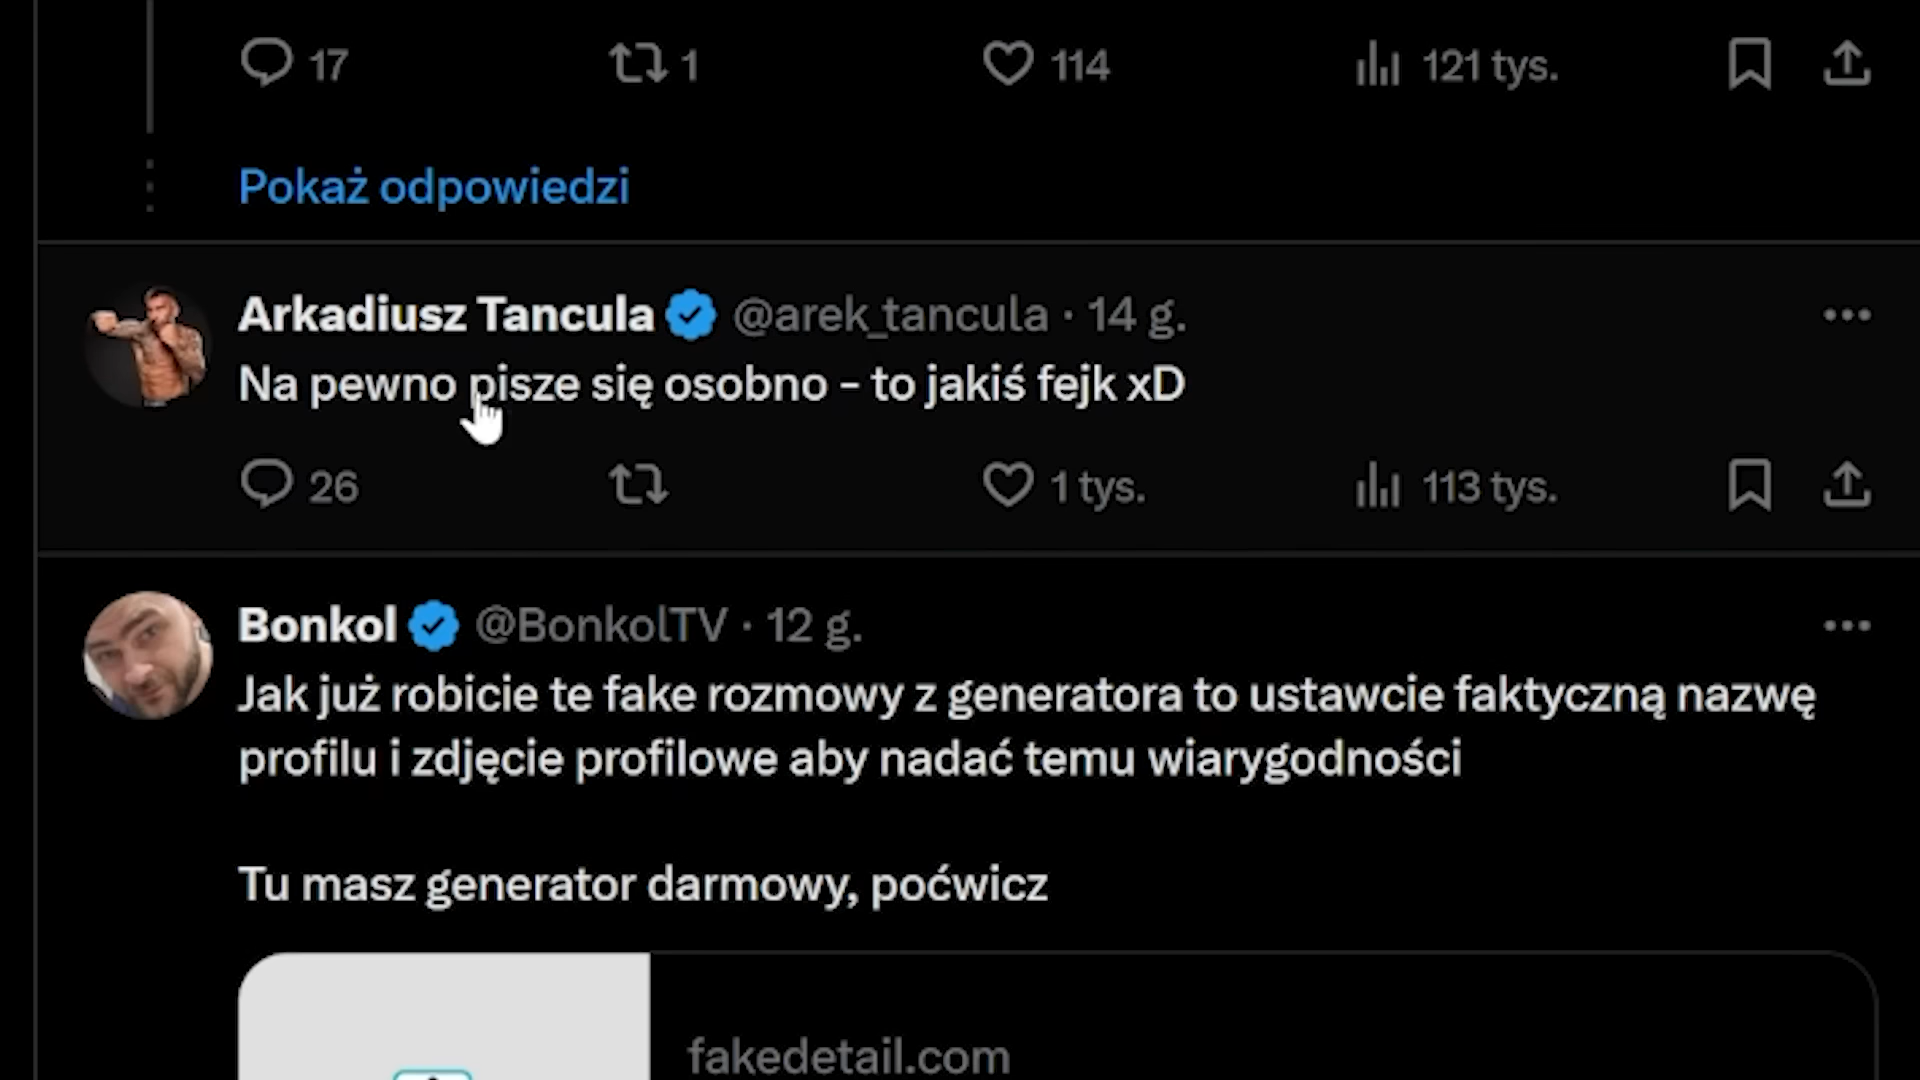 17 1 114 121 tys.
Pokaż odpowiedzi
Arkadiusz Tancula @arek_tancula · 14 g.
Na pewno pisze się osobno – to jakiś fejk xD
26 1 tys. 113 tys.
Bonkol @BonkolTV · 12 g.
Jak już robicie te fake rozmowy z generatora to ustawcie faktyczną nazwę
profilu i zdjęcie profilowe aby nadać temu wiarygodności
Tu masz generator darmowy, poćwicz
fakedetail.com